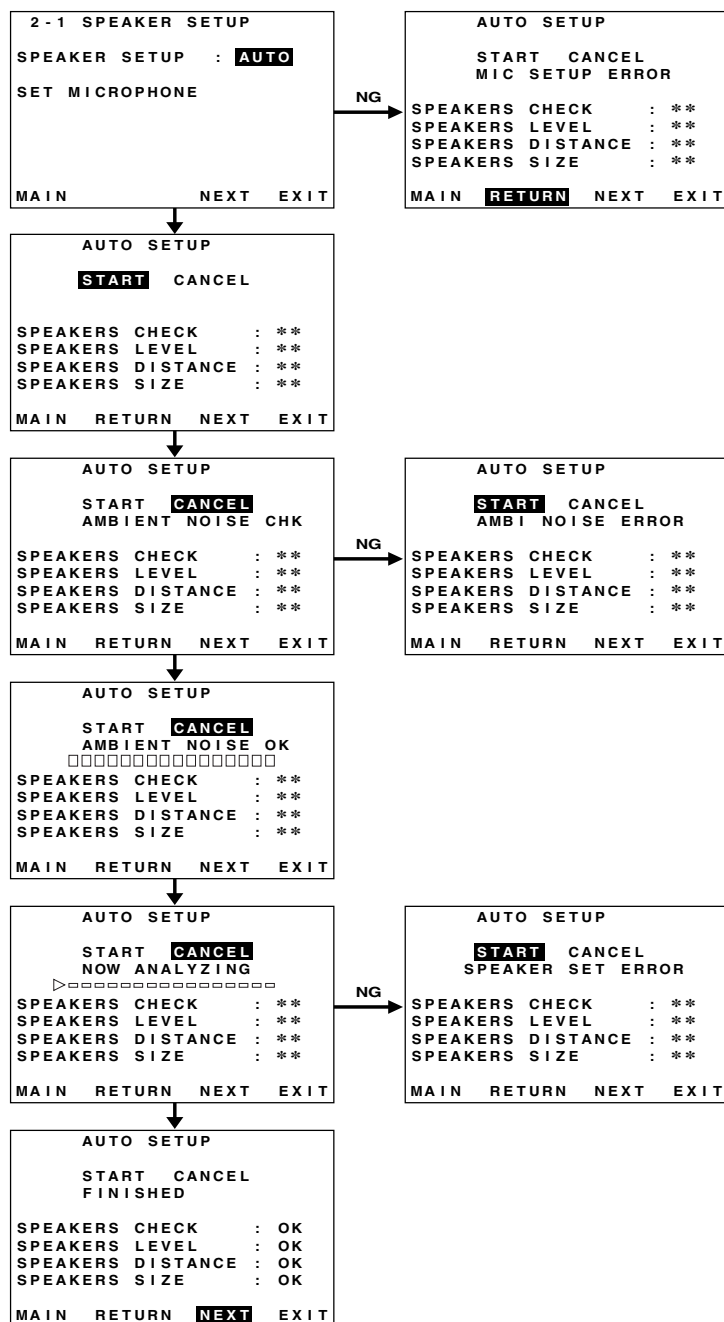 2-1 SPEAKER SETUP
SPEAKER SETUP : AUTO
SET MICROPHONE
MAIN NEXT EXIT
NG
AUTO SETUP
START CANCEL
MIC SETUP ERROR
SPEAKERS CHECK : **
SPEAKERS LEVEL : **
SPEAKERS DISTANCE : **
SPEAKERS SIZE : **
MAIN RETURN NEXT EXIT
AUTO SETUP
START CANCEL
SPEAKERS CHECK : **
SPEAKERS LEVEL : **
SPEAKERS DISTANCE : **
SPEAKERS SIZE : **
MAIN RETURN NEXT EXIT
AUTO SETUP
START CANCEL
AMBIENT NOISE CHK
SPEAKERS CHECK : **
SPEAKERS LEVEL : **
SPEAKERS DISTANCE : **
SPEAKERS SIZE : **
MAIN RETURN NEXT EXIT
NG
AUTO SETUP
START CANCEL
AMBI NOISE ERROR
SPEAKERS CHECK : **
SPEAKERS LEVEL : **
SPEAKERS DISTANCE : **
SPEAKERS SIZE : **
MAIN RETURN NEXT EXIT
AUTO SETUP
START CANCEL
AMBIENT NOISE OK
SPEAKERS CHECK : **
SPEAKERS LEVEL : **
SPEAKERS DISTANCE : **
SPEAKERS SIZE : **
MAIN RETURN NEXT EXIT
AUTO SETUP
START CANCEL
NOW ANALYZING
SPEAKERS CHECK : **
SPEAKERS LEVEL : **
SPEAKERS DISTANCE : **
SPEAKERS SIZE : **
MAIN RETURN NEXT EXIT
NG
AUTO SETUP
START CANCEL
SPEAKER SET ERROR
SPEAKERS CHECK : **
SPEAKERS LEVEL : **
SPEAKERS DISTANCE : **
SPEAKERS SIZE : **
MAIN RETURN NEXT EXIT
AUTO SETUP
START CANCEL
FINISHED
SPEAKERS CHECK : OK
SPEAKERS LEVEL : OK
SPEAKERS DISTANCE : OK
SPEAKERS SIZE : OK
MAIN RETURN NEXT EXIT